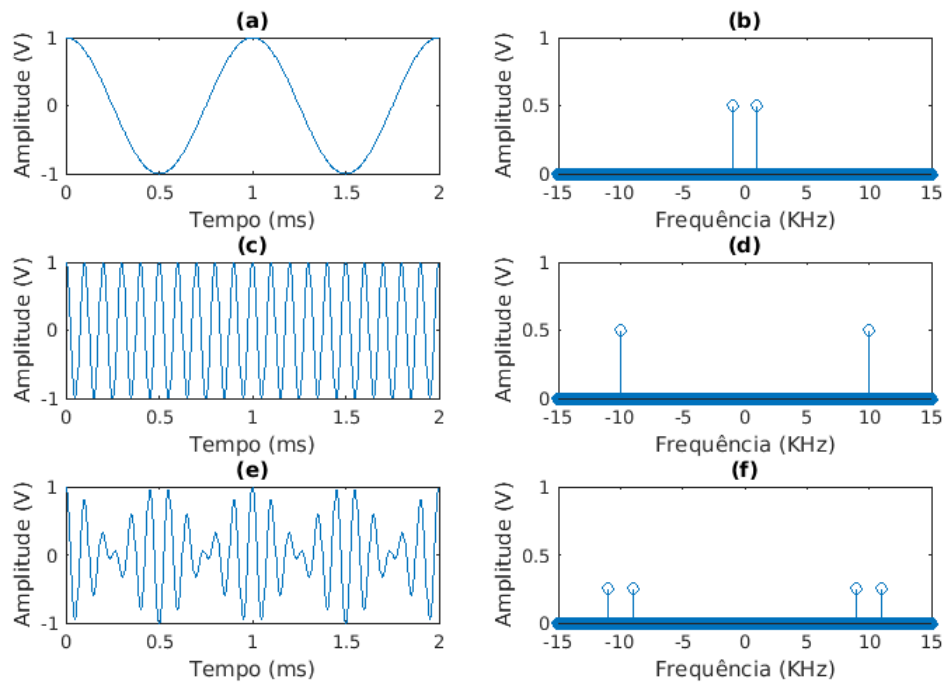 (a)
Amplitude (V)
1
0
-1
0 0.5 1 1.5 2
Tempo (ms)
(b)
Amplitude (V)
1
0.5
0
-15 -10 -5 0 5 10 15
Frequência (KHz)
(c)
Amplitude (V)
1
0
-1
0 0.5 1 1.5 2
Tempo (ms)
(d)
Amplitude (V)
1
0.5
0
-15 -10 -5 0 5 10 15
Frequência (KHz)
(e)
Amplitude (V)
1
0
-1
0 0.5 1 1.5 2
Tempo (ms)
(f)
Amplitude (V)
1
0.5
0
-15 -10 -5 0 5 10 15
Frequência (KHz)